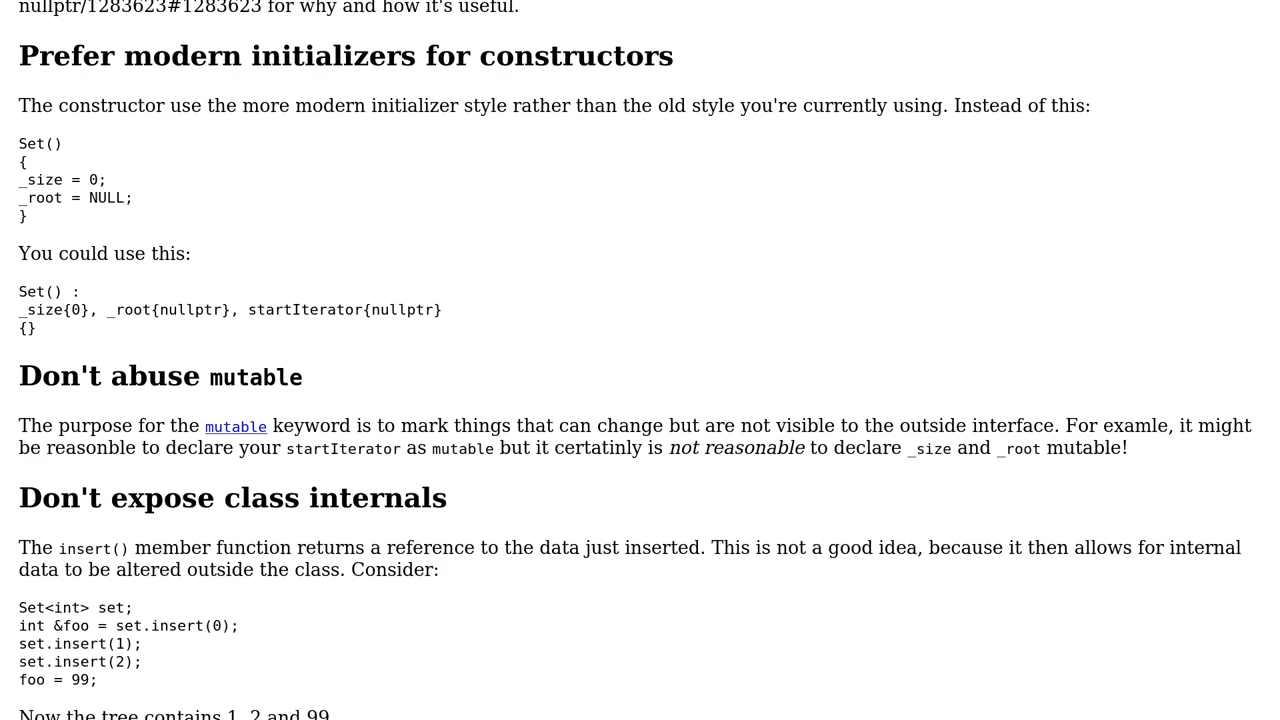 nullptr/1283623#1283623 for why and how it's useful.
Prefer modern initializers for constructors
The constructor use the more modern initializer style rather than the old style you're currently using. Instead of this:
Set()
{
_size = 0;
_root = NULL;
}
You could use this:
Set() :
_size{0}, _root{nullptr}, startIterator{nullptr}
{}
Don't abuse mutable
The purpose for the mutable keyword is to mark things that can change but are not visible to the outside interface. For examle, it might
be reasonble to declare your startIterator as mutable but it certatinly is not reasonable to declare _size and _root mutable!
Don't expose class internals
The insert() member function returns a reference to the data just inserted. This is not a good idea, because it then allows for internal
data to be altered outside the class. Consider:
Set<int> set;
int &foo = set.insert(0);
set.insert(1);
set.insert(2);
foo = 99;
Now the tree contains 1, 2 and 99